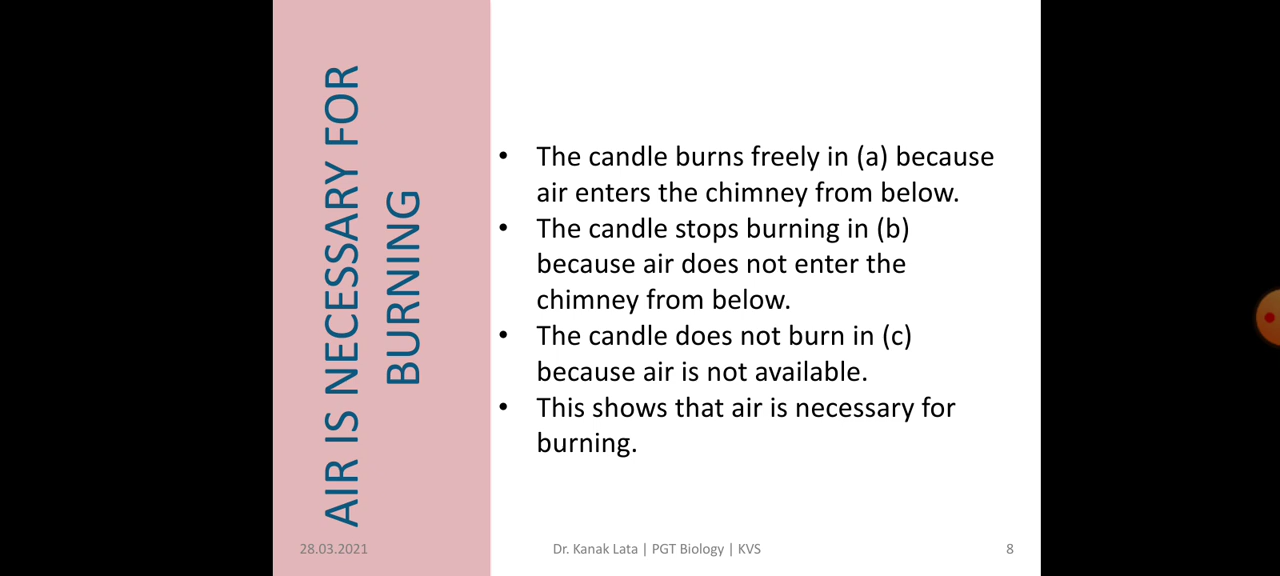 AIR IS NECESSARY FOR
BURNING
• The candle burns freely in (a) because
air enters the chimney from below.
• The candle stops burning in (b)
because air does not enter the
chimney from below.
• The candle does not burn in (c)
because air is not available.
• This shows that air is necessary for
burning.
28.03.2021
Dr. Kanak Lata | PGT Biology | KVS
8